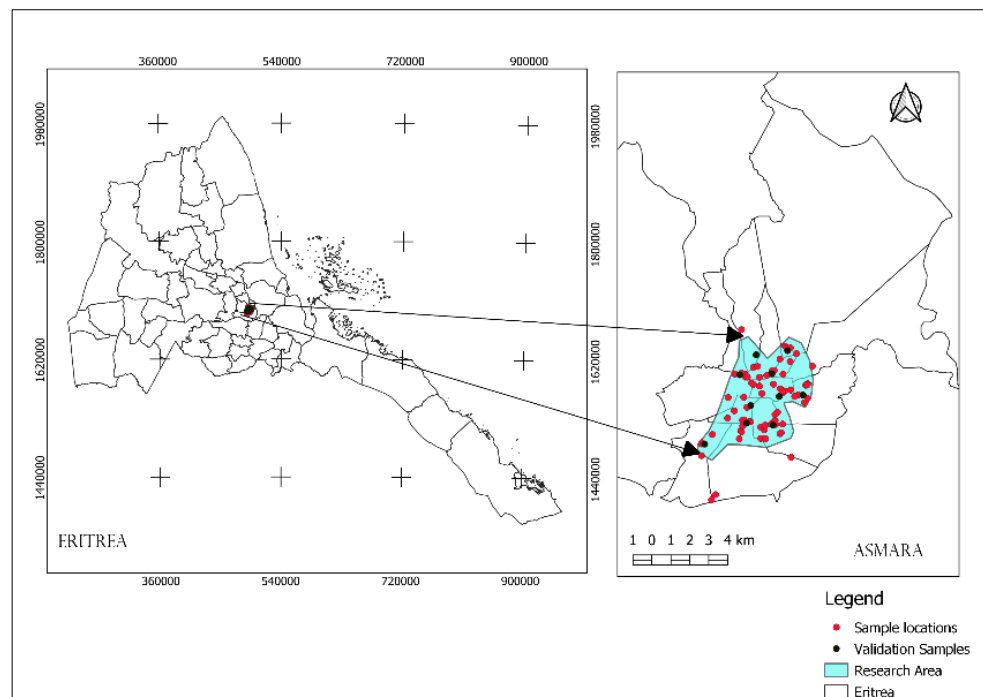 360000 540000 720000 900000
1980000
1800000
1620000
1440000
1980000
1800000
1620000
1440000
ERITREA
360000 540000 720000 900000
1 0 1 2 3 4 km
ASMARA
Legend
Sample locations
Validation Samples
Research Area
Eritrea